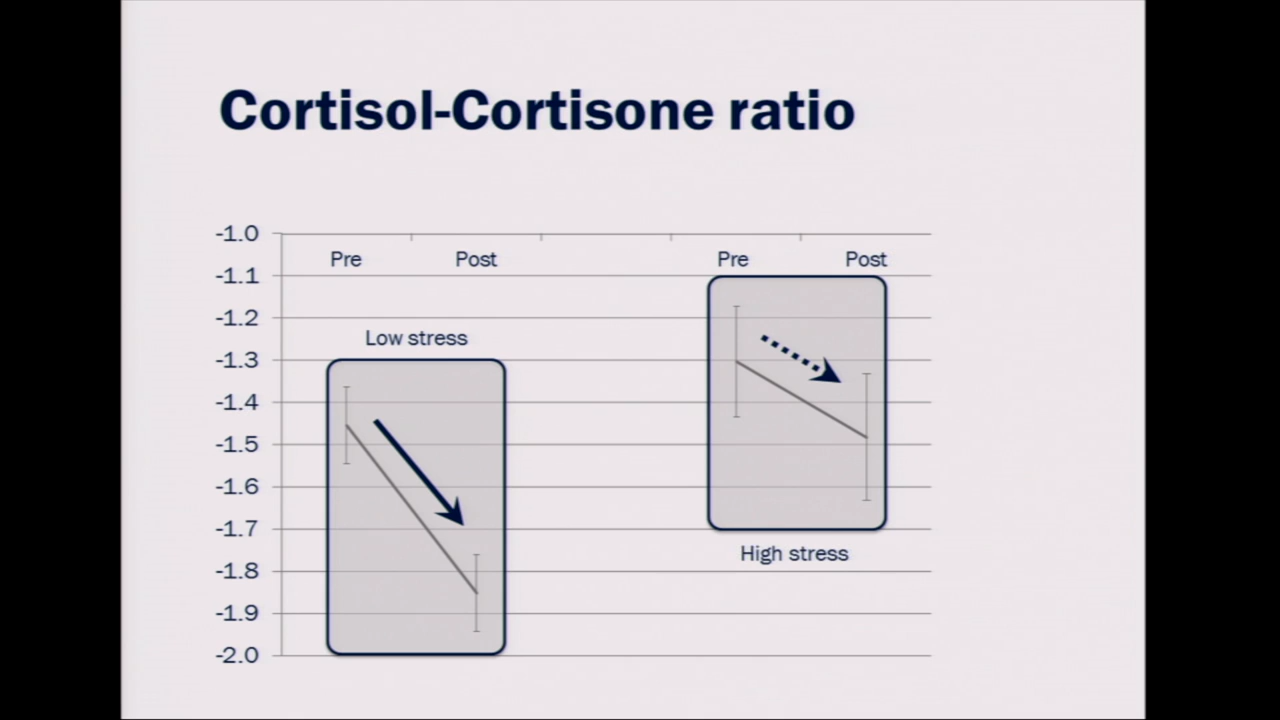 Cortisol-Cortisone ratio
-1.0
Pre Post Pre Post
-1.1
-1.2
Low stress
-1.3
-1.4
-1.5
-1.6
-1.7
High stress
-1.8
-1.9
-2.0